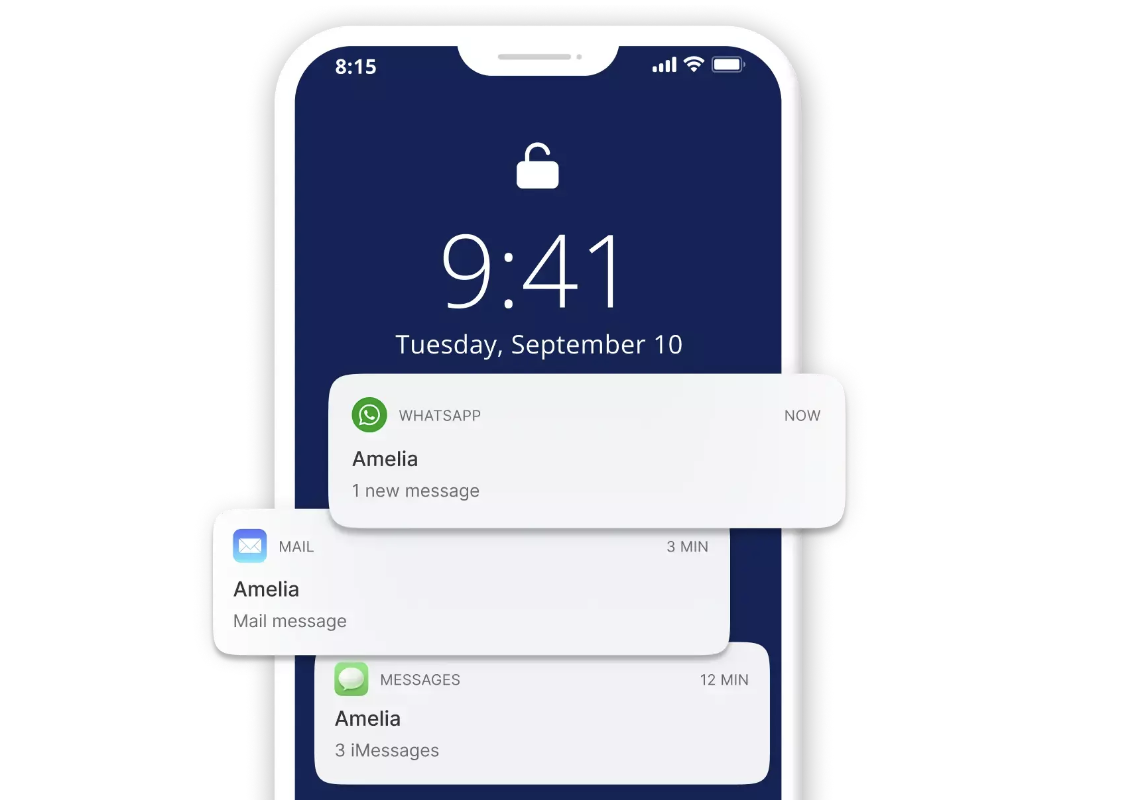 8:15
9:41
Tuesday, September 10
WHATSAPP NOW
Amelia
1 new message
MAIL 3 MIN
Amelia
Mail message
MESSAGES 12 MIN
Amelia
3 iMessages